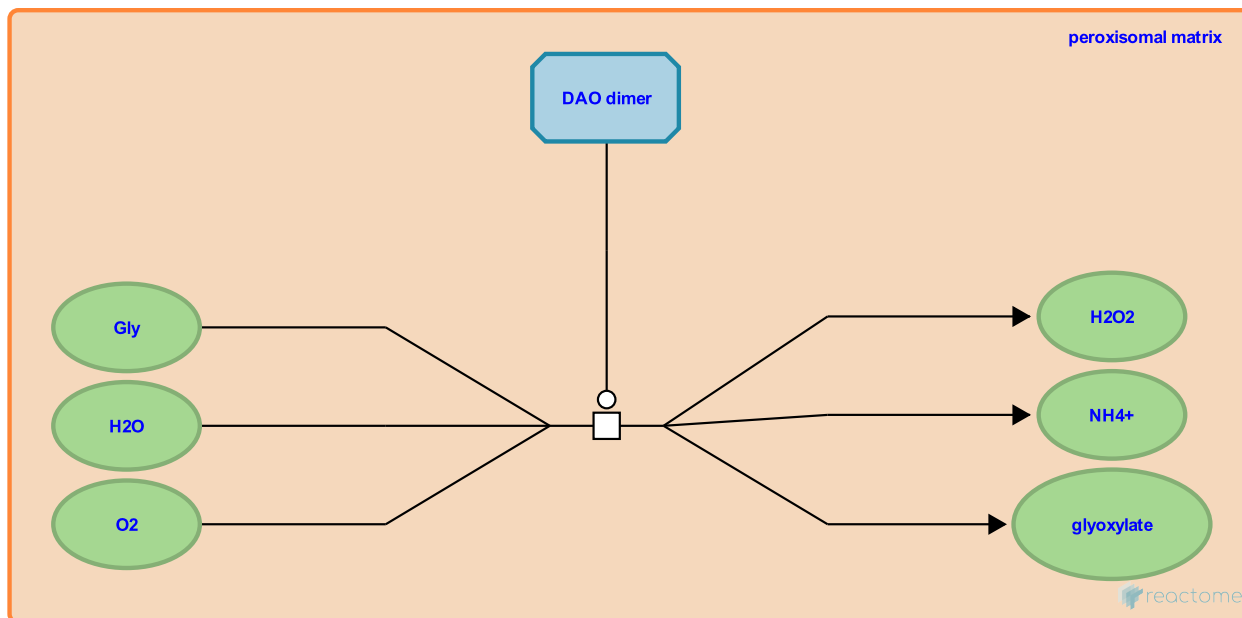 peroxisomal matrix
DAO dimer
Gly
H2O
O2
H2O2
NH4+
glyoxylate
reactome